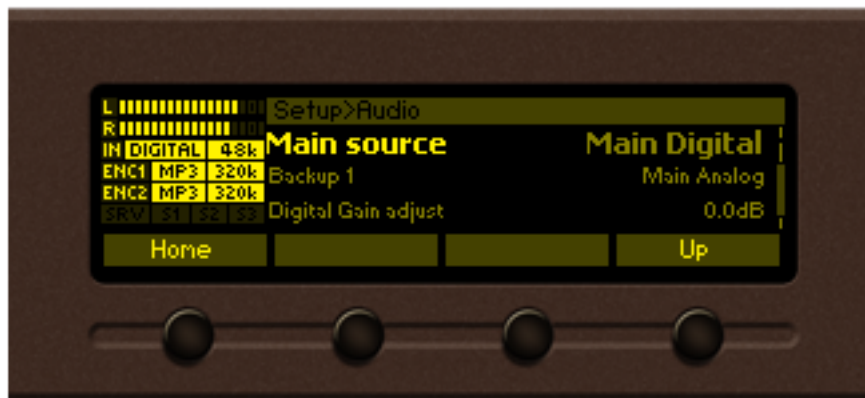 L
R
IN DIGITAL 48k
ENC1 MP3 320k
ENC2 MP3 320k
SRV S1 S2 S3
Setup>Audio
Main source Main Digital
Backup 1 Main Analog
Digital Gain adjust 0.0dB
Home Up